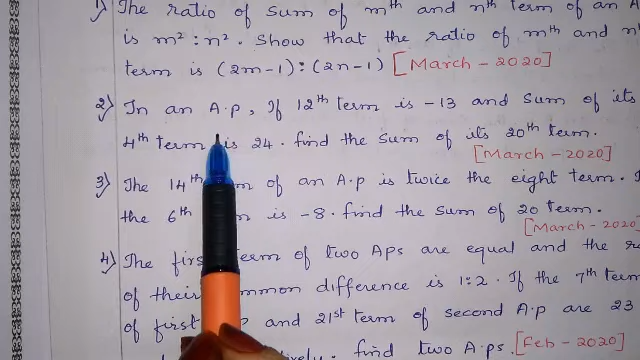 1) The ratio of sum of mth and nth term of an A
is m² : n². Show that the ratio of mth and n
term is (2m-1) : (2n-1) [March - 2020]
2) In an A.p, If 12th term is -13 and sum of its
4th term is 24. find the sum of its 20th term.
[March - 2020]
3) The 14th of an A.p is twice the eight term.
the 6th is -8. find the sum of 20 term.
[March - 2020]
4) The first term of two Aps are equal and the
of their common difference is 1:2. If the 7th term
of first and 21st term of second A.p are 23
find two A.ps. [Feb - 2020]